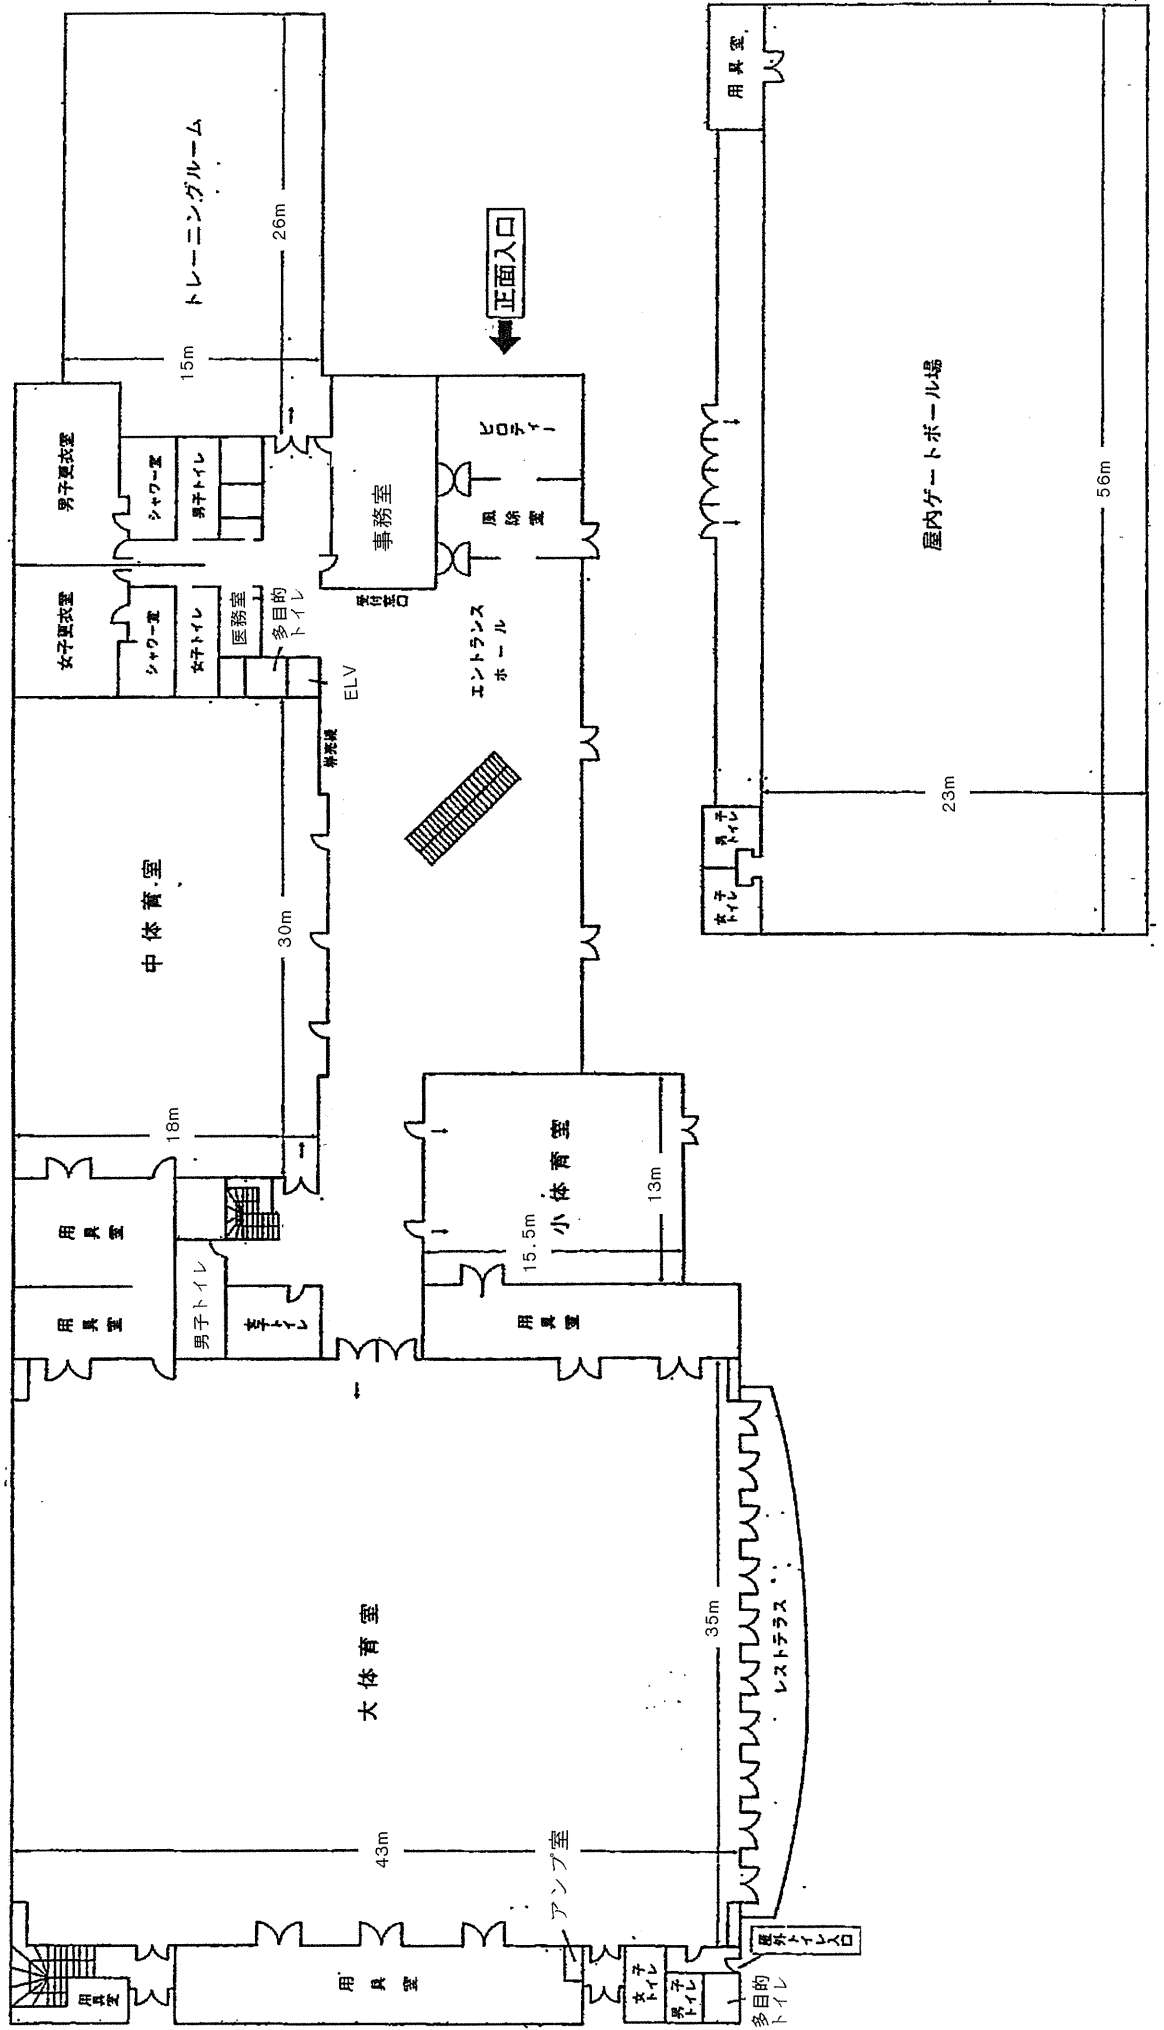 用具室
用具室
大体育室
43m
35m
アンプ室
女子
トイレ
男子
トイレ
多目的
トイレ
屋外トイレ入口
レストテラス
用具室
用具室
男子トイレ
女子トイレ
用具室
中体育室
18m
30m
小体育室
15.5m
13m
女子更衣室
シャワー室
女子トイレ
医務室
多目的
トイレ
ELV
券売機
男子更衣室
シャワー室
男子トイレ
事務室
受付
窓口
エントランス
ホール
風除室
ピロティー
正面入口
トレーニングルーム
15m
26m
女子
トイレ
男子
トイレ
用具室
屋内ゲートボール場
23m
56m